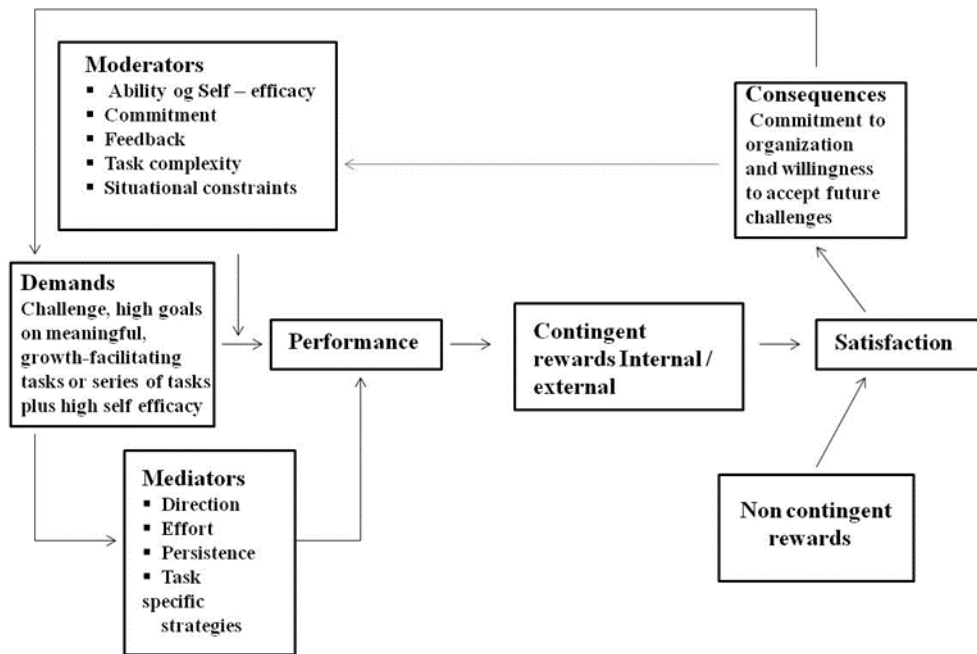 Moderators
▪ Ability og Self – efficacy
▪ Commitment
▪ Feedback
▪ Task complexity
▪ Situational constraints
Consequences
Commitment to
organization
and willingness
to accept future
challenges
Demands
Challenge, high goals
on meaningful,
growth-facilitating
tasks or series of tasks
plus high self efficacy
Performance
Contingent
rewards Internal /
external
Satisfaction
Mediators
▪ Direction
▪ Effort
▪ Persistence
▪ Task
specific
strategies
Non contingent
rewards